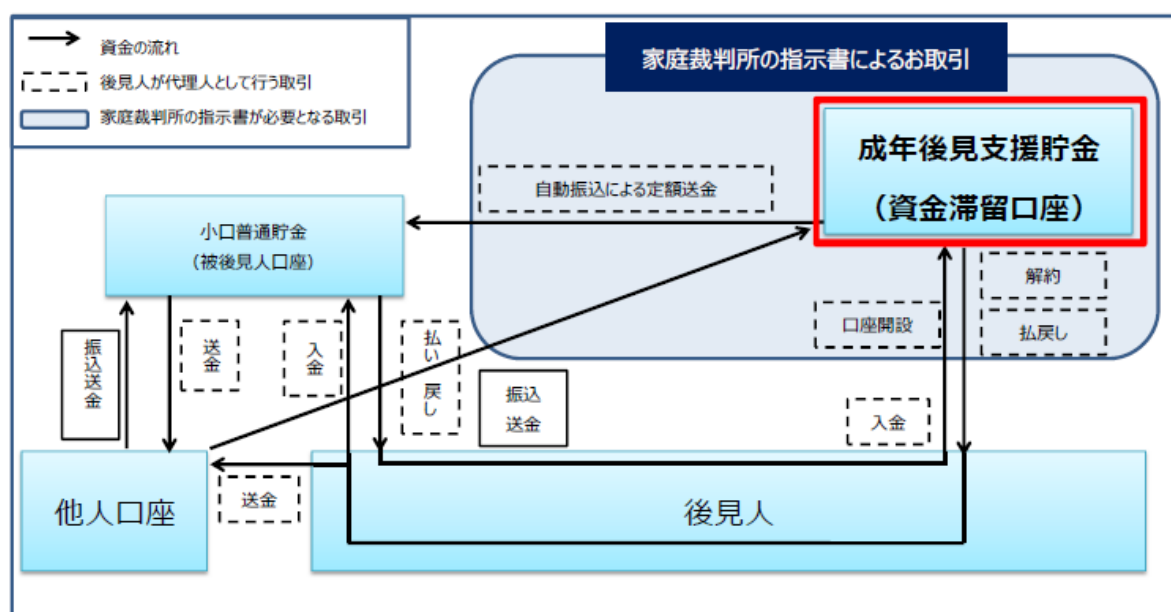 資金の流れ
後見人が代理人として行う取引
家庭裁判所の指示書が必要となる取引
家庭裁判所の指示書によるお取引
成年後見支援貯金
（資金滞留口座）
自動振込による定額送金
小口普通貯金
（被後見人口座）
解約
口座開設
払戻し
振込送金
送金
入金
払い戻し
振込
送金
入金
送金
他人口座
後見人